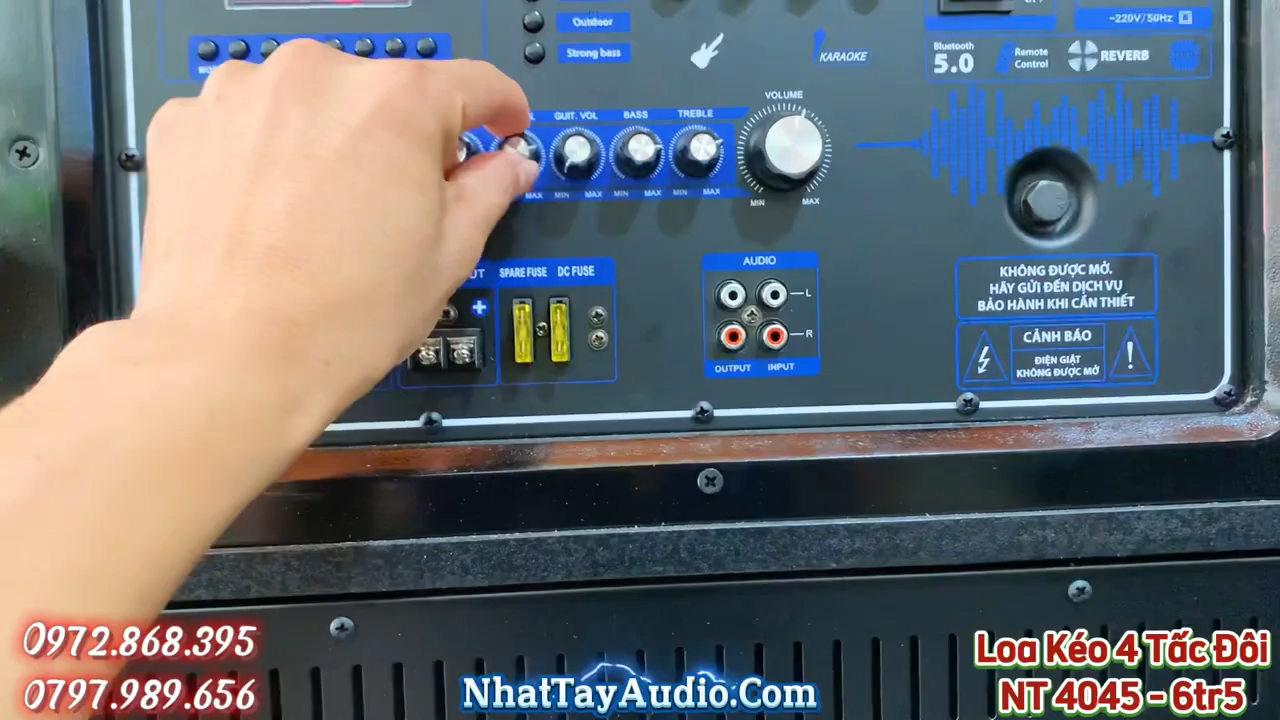 Outdoor
~220V/50Hz
Strong bass
KARAOKE
Bluetooth
5.0
Remote
Control
REVERB
VOLUME
GUIT. VOL
BASS
TREBLE
MAX
MIN
MAX
MIN
MAX
MIN
MAX
MIN
MAX
UT
SPARE FUSE
DC FUSE
AUDIO
L
R
OUTPUT
INPUT
KHÔNG ĐƯỢC MỞ.
HÃY GỬI ĐẾN DỊCH VỤ
BẢO HÀNH KHI CẦN THIẾT
CẢNH BÁO
ĐIỆN GIẬT
KHÔNG ĐƯỢC MỞ
0972.868.395
0797.989.656
NhatTayAudio.Com
Loa Kéo 4 Tấc Đôi
NT 4045 - 6tr5